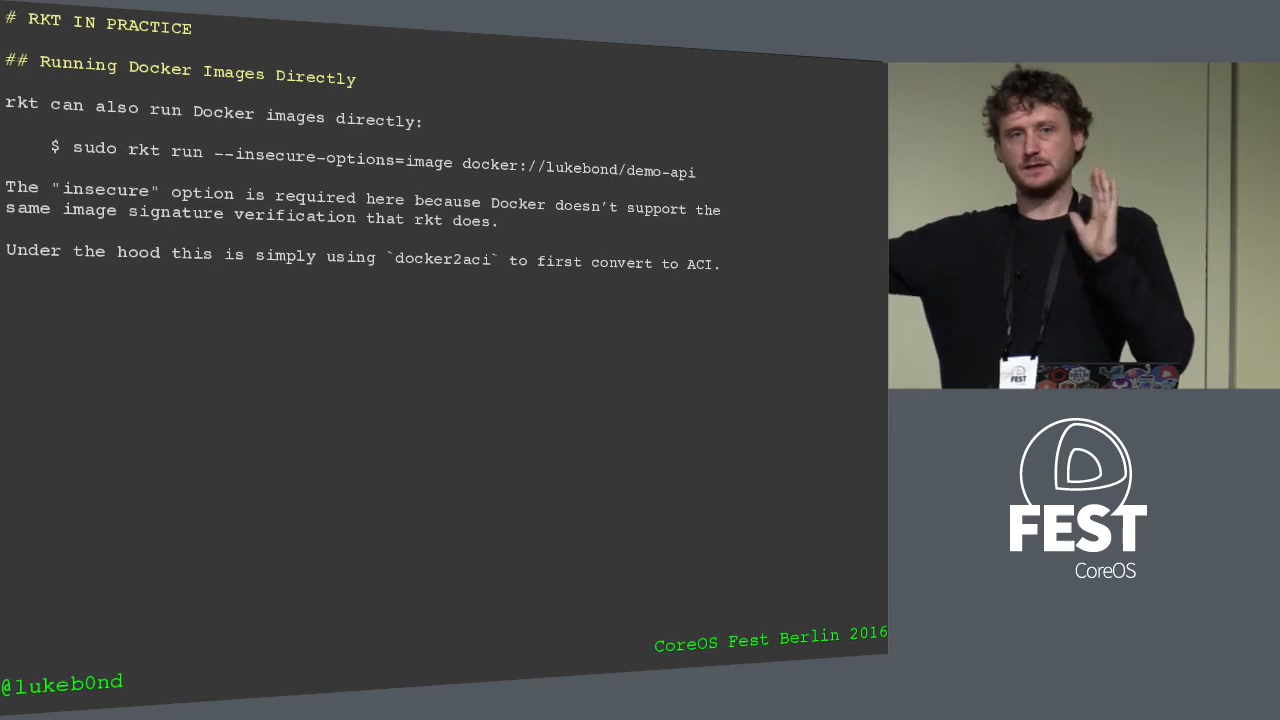 # RKT IN PRACTICE
## Running Docker Images Directly
rkt can also run Docker images directly:
$ sudo rkt run --insecure-options=image docker://lukebond/demo-api
The "insecure" option is required here because Docker doesn't support the
same image signature verification that rkt does.
Under the hood this is simply using `docker2aci` to first convert to ACI.
CoreOS Fest Berlin 2016
@lukeb0nd
FEST
FEST
CoreOS